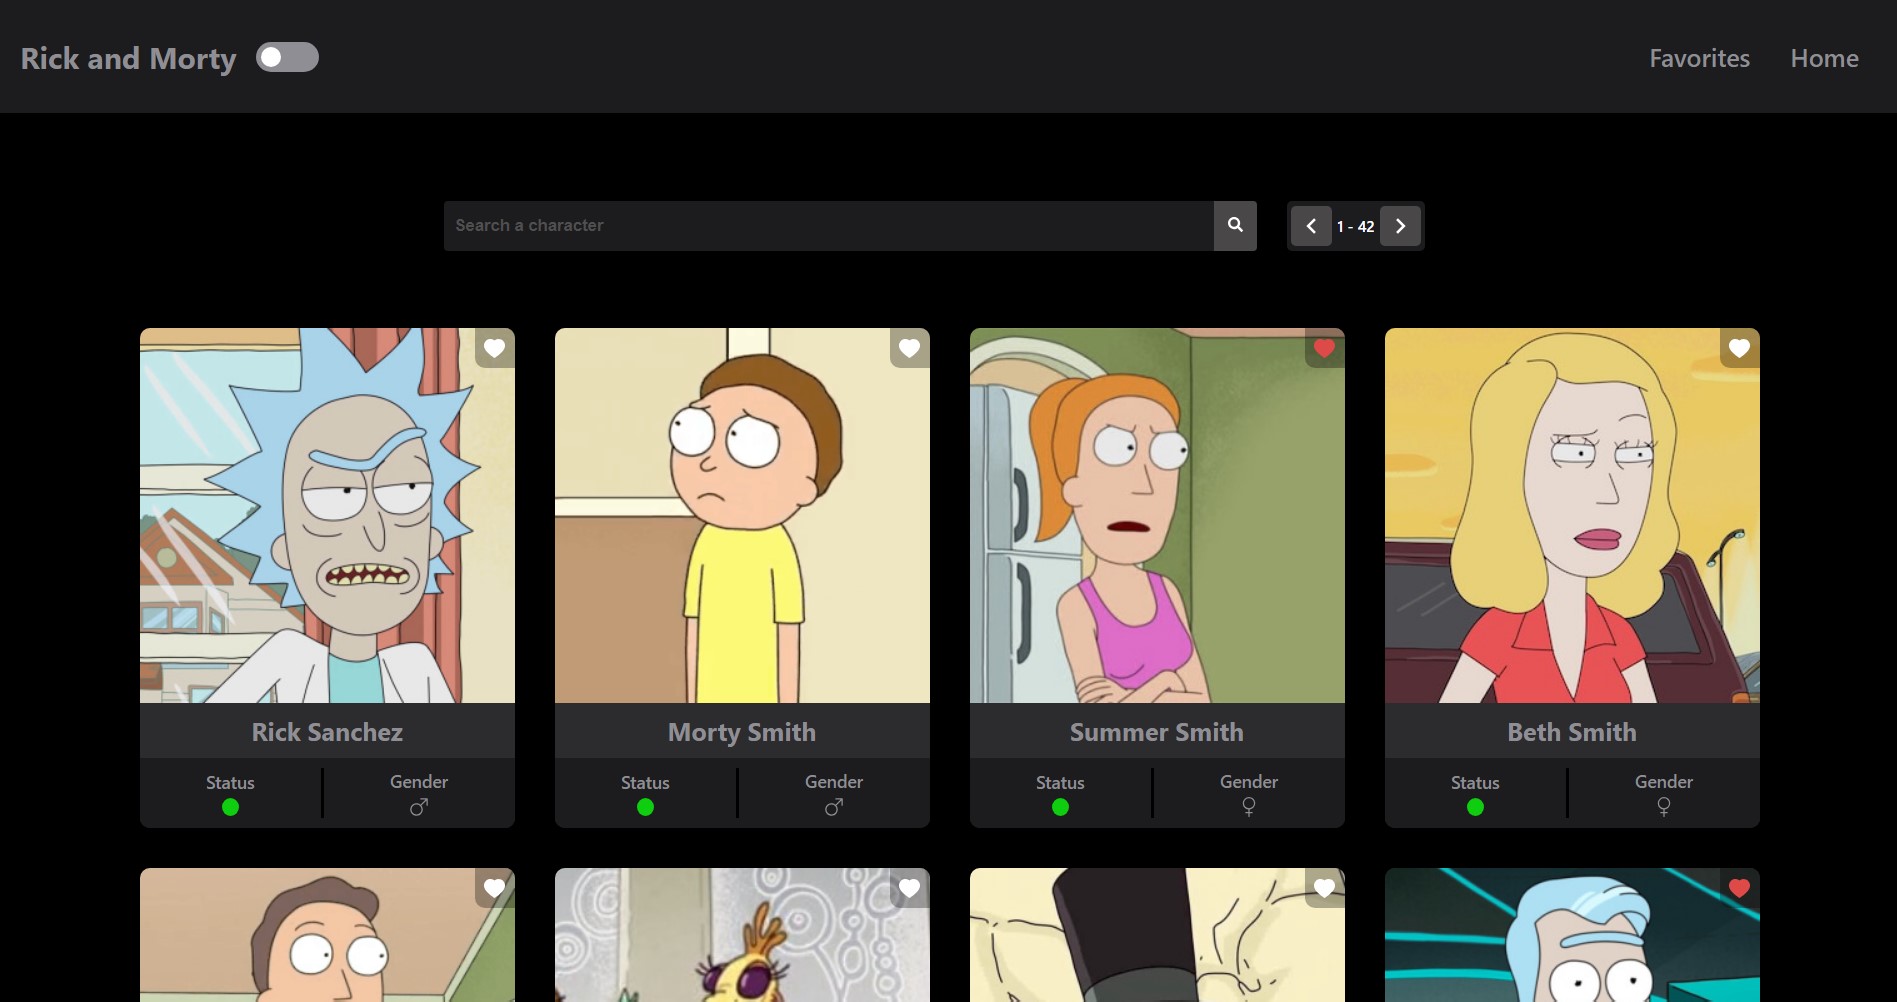 Rick and Morty
Favorites
Home
Search a character
1 - 42
Rick Sanchez
Morty Smith
Summer Smith
Beth Smith
Status
Gender
Status
Gender
Status
Gender
Status
Gender